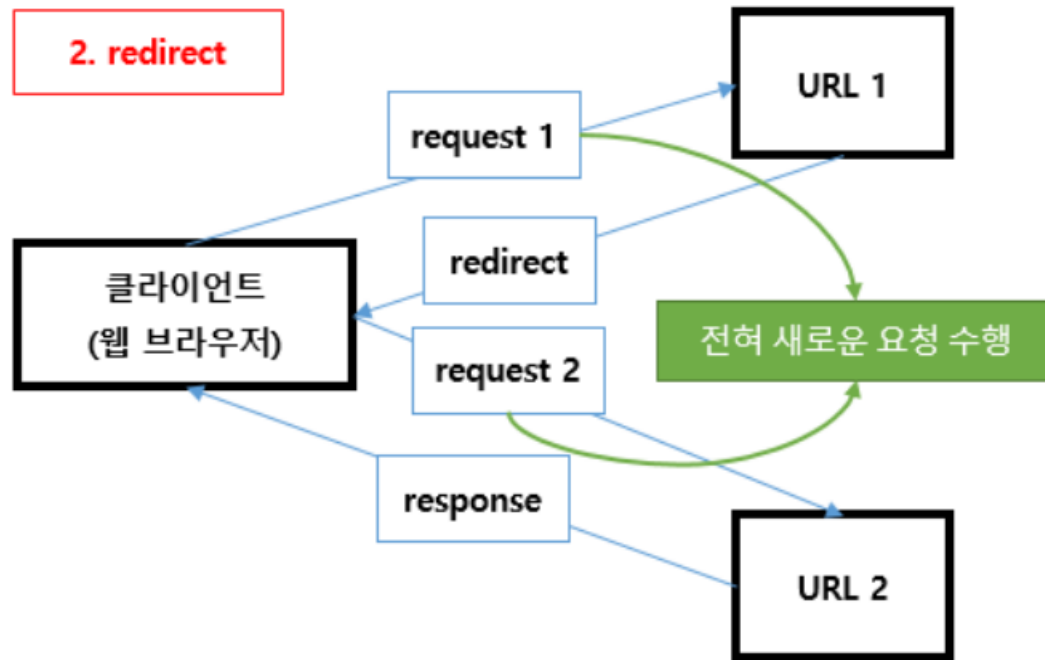 2. redirect
URL 1
request 1
redirect
클라이언트
(웹 브라우저)
전혀 새로운 요청 수행
request 2
response
URL 2